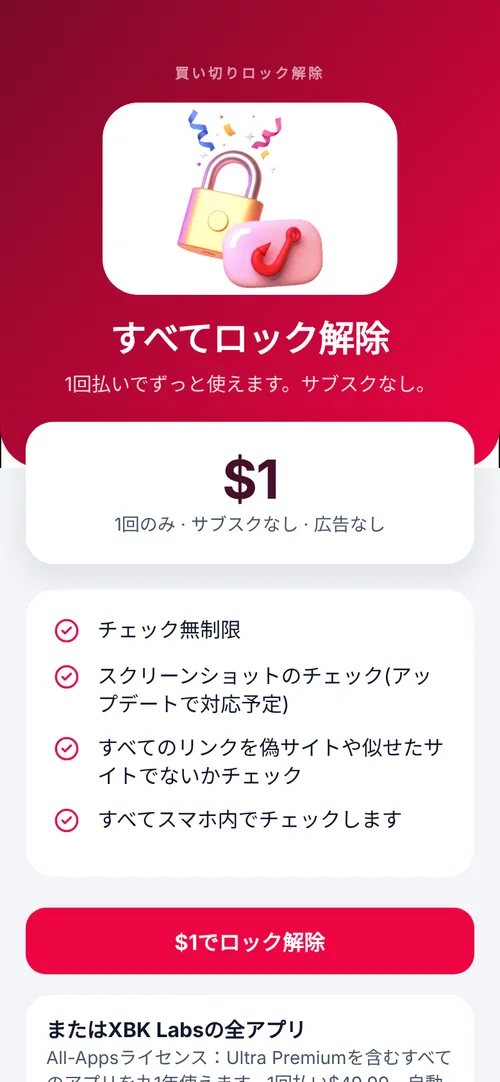 買い切りロック解除
すべてロック解除
1回払いでずっと使えます。サブスクなし。
$1
1回のみ · サブスクなし · 広告なし
チェック無制限
スクリーンショットのチェック(アッ
プデートで対応予定)
すべてのリンクを偽サイトや似せたサ
イトでないかチェック
すべてスマホ内でチェックします
$1でロック解除
またはXBK Labsの全アプリ
All-Appsライセンス：Ultra Premiumを含むすべて